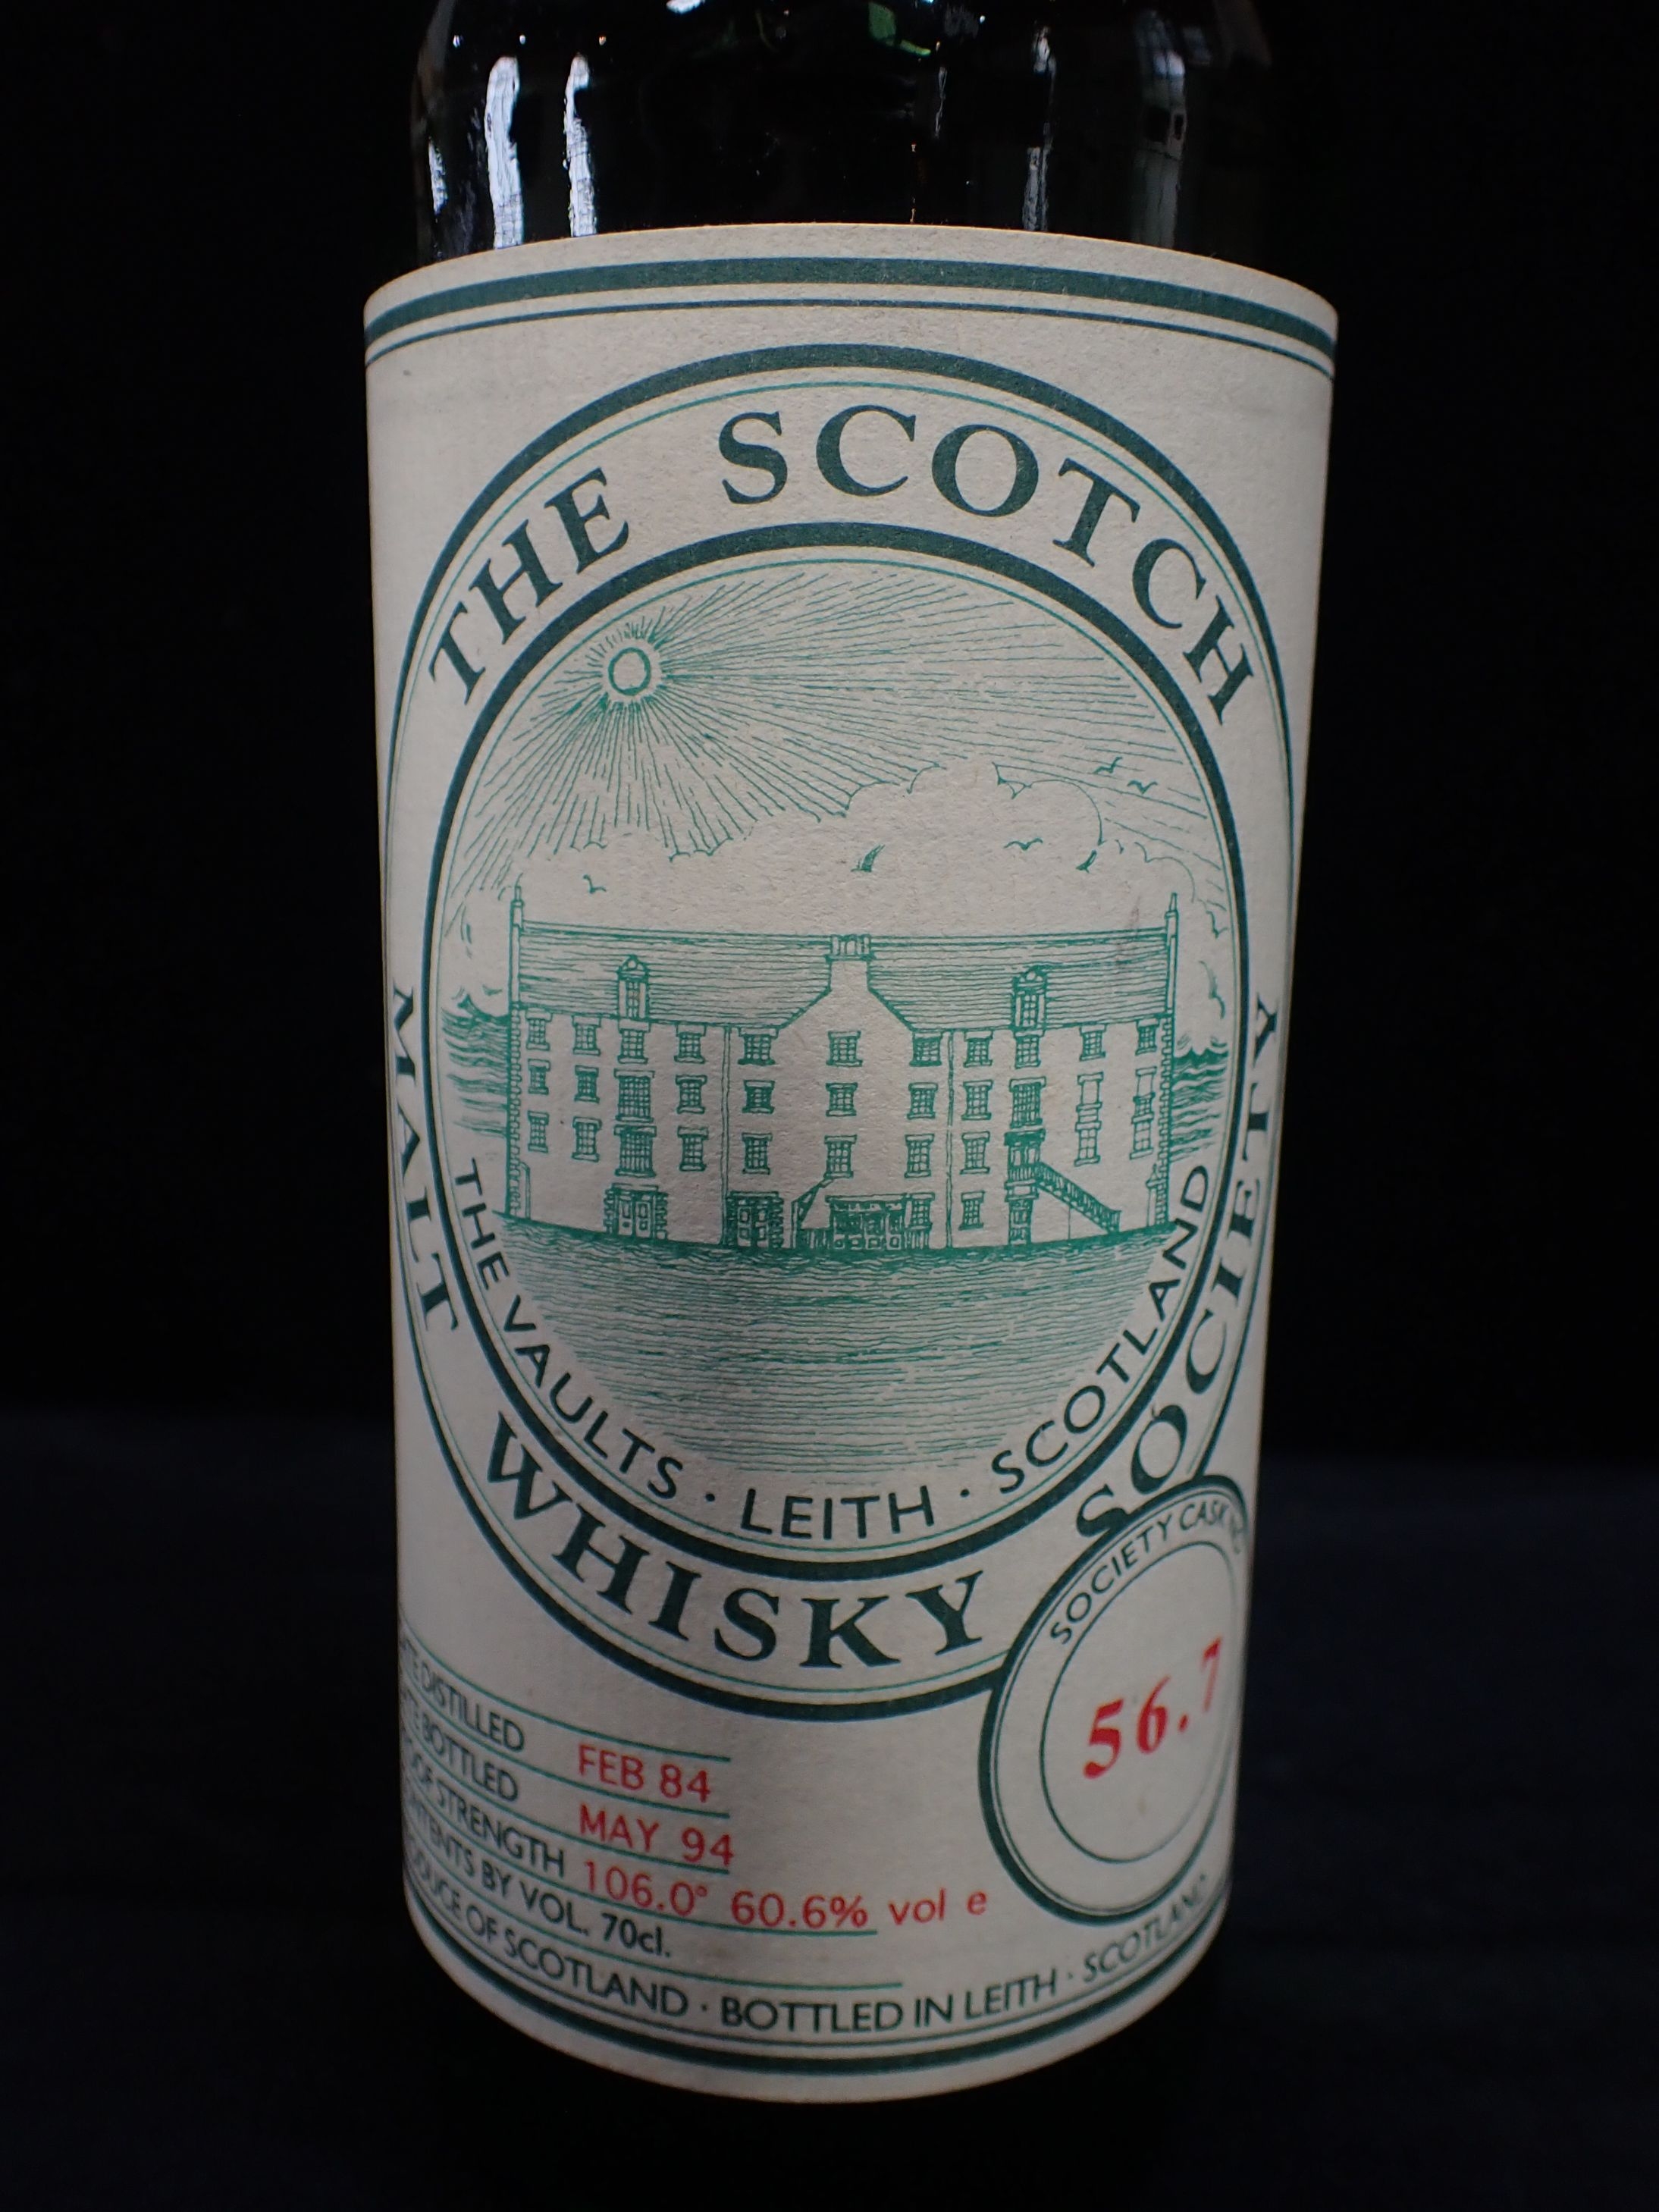 THE SCOTCH
MALT WHISKY SOCIETY
THE VAULTS · LEITH · SCOTLAND
SOCIETY CASK
56.7
DISTILLED FEB 84
BOTTLED MAY 94
STRENGTH 106.0° 60.6% vol e
BY VOL. 70cl.
OF SCOTLAND · BOTTLED IN LEITH · SCOTLAND